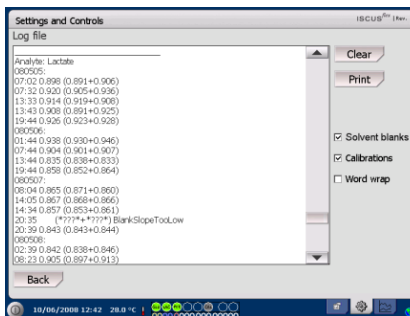 Settings and Controls
ISCUS flex | Rev.
Log file
Analyte: Lactate
080505:
07:02 0.898 (0.891+0.906)
07:32 0.920 (0.905+0.936)
13:33 0.914 (0.919+0.908)
13:43 0.908 (0.891+0.925)
19:44 0.926 (0.923+0.928)
080506:
01:44 0.938 (0.930+0.946)
07:44 0.904 (0.901+0.907)
13:44 0.835 (0.838+0.833)
19:44 0.858 (0.852+0.864)
080507:
08:04 0.865 (0.871+0.860)
14:05 0.867 (0.868+0.866)
14:34 0.857 (0.853+0.861)
20:35 (*???*+*???*) BlankSlopeTooLow
20:39 0.843 (0.843+0.844)
080508:
02:39 0.842 (0.838+0.846)
08:23 0.905 (0.897+0.913)
Clear
Print
Solvent blanks
Calibrations
Word wrap
Back
10/06/2008 12:42 28.0 °C